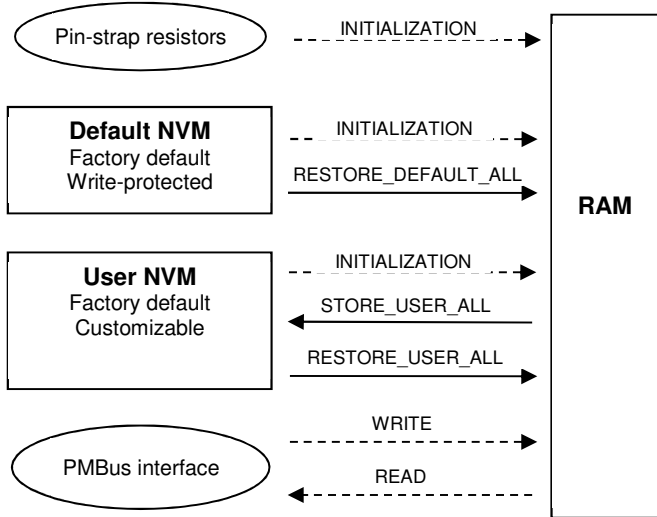 INITIALIZATION
Pin-strap resistors
Default NVM
Factory default
Write-protected
INITIALIZATION
RESTORE_DEFAULT_ALL
RAM
User NVM
Factory default
Customizable
INITIALIZATION
STORE_USER_ALL
RESTORE_USER_ALL
PMBus interface
WRITE
READ